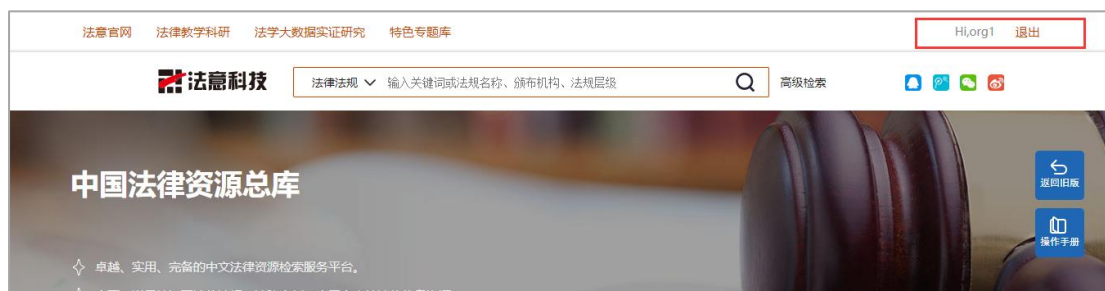 法意官网 法律教学科研 法学大数据实证研究 特色专题库 Hi,org1 退出
法意科技 法律法规 输入关键词或法规名称、颁布机构、法规层级 高级检索
中国法律资源总库
返回旧版
操作手册
卓越、实用、完备的中文法律资源检索服务平台。